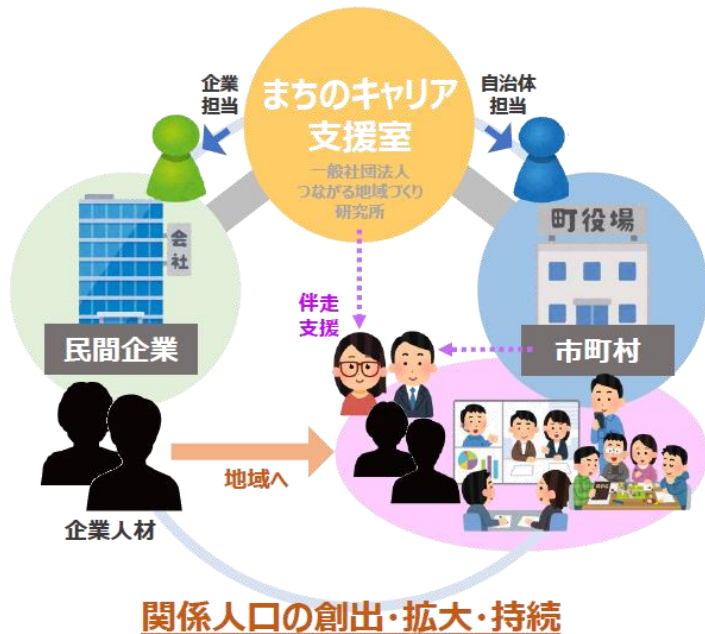 企業
担当
まちのキャリア
支援室
一般社団法人
つながる地域づくり
研究所
自治体
担当
会
社
民間企業
町役場
市町村
伴走
支援
地域へ
企業人材
関係人口の創出・拡大・持続